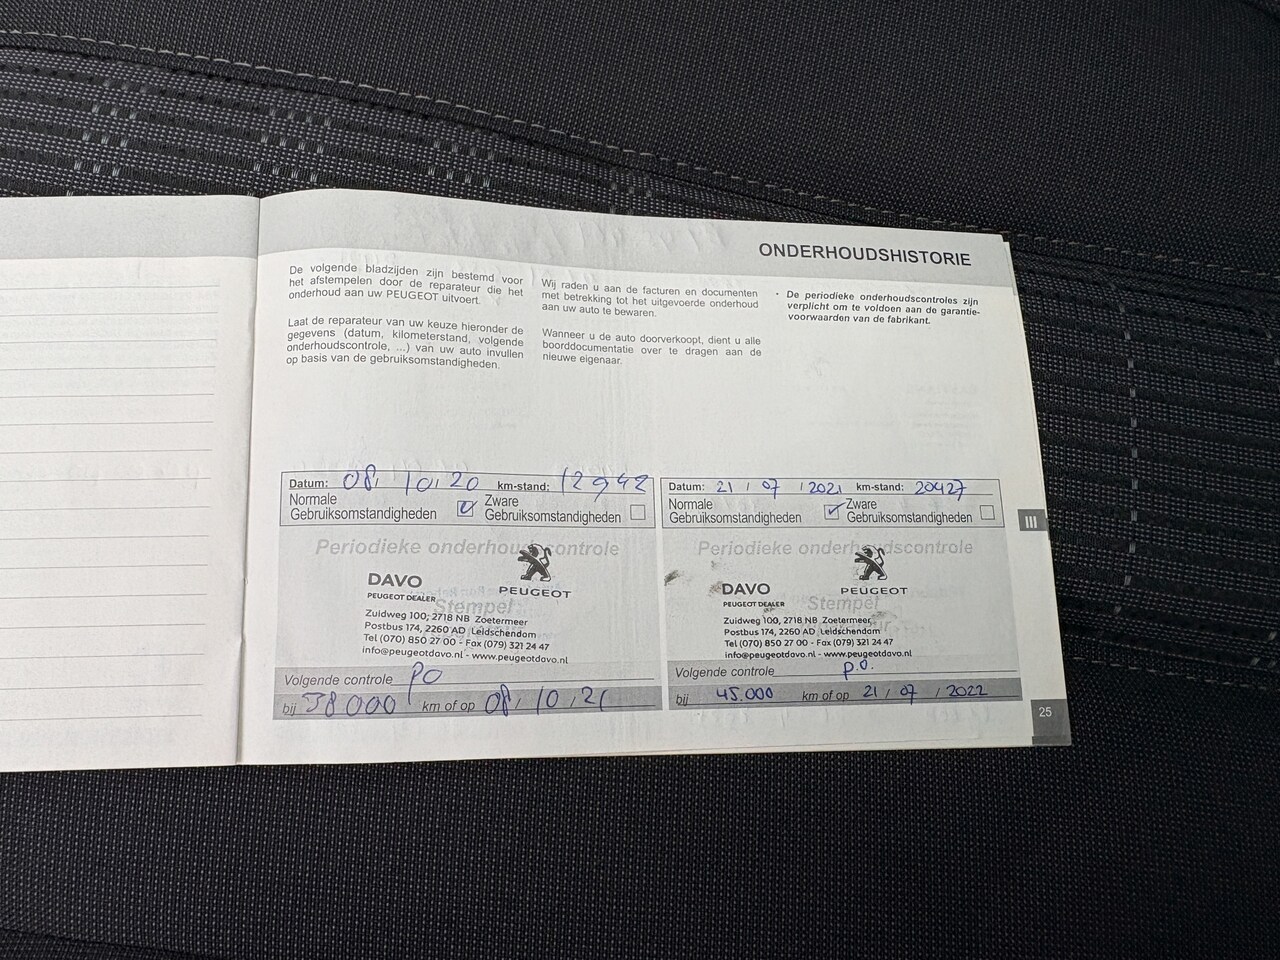 ONDERHOUDSHISTORIE
De volgende bladzijden zijn bestemd voor
het afstempelen door de reparateur die het
onderhoud aan uw PEUGEOT uitvoert.
Laat de reparateur van uw keuze hieronder de
gegevens (datum, kilometerstand, volgende
onderhoudscontrole, ...) van uw auto invullen
op basis van de gebruiksomstandigheden.
Wij raden u aan de facturen en documenten
met betrekking tot het uitgevoerde onderhoud
aan uw auto te bewaren.
Wanneer u de auto doorverkoopt, dient u alle
boorddocumentatie over te dragen aan de
nieuwe eigenaar.
• De periodieke onderhoudscontroles zijn
verplicht om te voldoen aan de garantie-
voorwaarden van de fabrikant.
Datum: 08, 10, 20 km-stand: 12942
Normale
Gebruiksomstandigheden
Zware
Gebruiksomstandigheden
Periodieke onderhoudscontrole
DAVO
PEUGEOT DEALER
PEUGEOT
Stempel
Zuidweg 100, 2718 NB Zoetermeer
Postbus 174, 2260 AD Leidschendam
Tel (070) 850 27 00 - Fax (079) 321 24 47
info@peugeotdavo.nl - www.peugeotdavo.nl
Volgende controle PO
bij 38000 km of op 08, 10, 21
Datum: 21 / 07 / 2021 km-stand: 20427
Normale
Gebruiksomstandigheden
Zware
Gebruiksomstandigheden
Periodieke onderhoudscontrole
DAVO
PEUGEOT DEALER
PEUGEOT
Stempel
Zuidweg 100, 2718 NB Zoetermeer
Postbus 174, 2260 AD Leidschendam
Tel (070) 850 27 00 - Fax (079) 321 24 47
info@peugeotdavo.nl - www.peugeotdavo.nl
Volgende controle p.o.
bij 45.000 km of op 21 / 07 / 2022
III
25